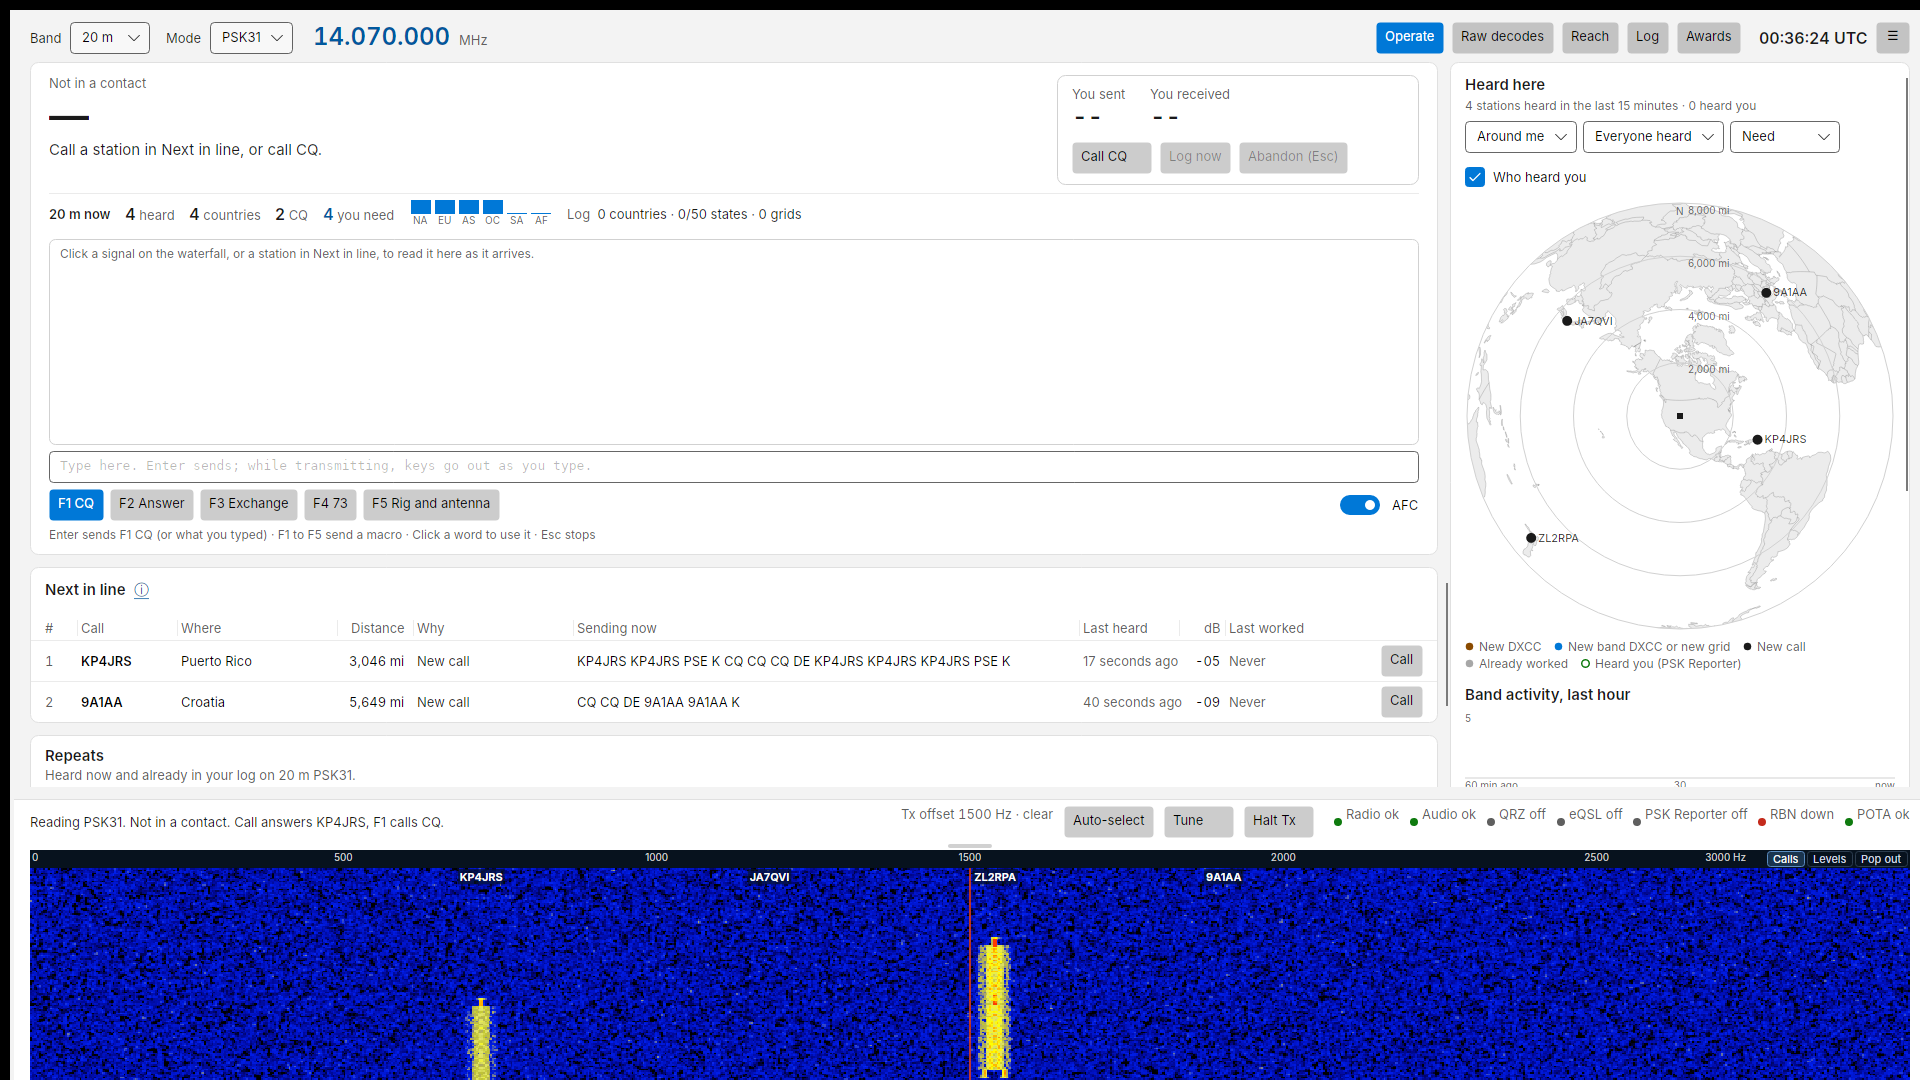 Band 20 m Mode PSK31 14.070.000 MHz Operate Raw decodes Reach Log Awards 00:36:24 UTC ☰
Not in a contact
Call a station in Next in line, or call CQ.
You sent You received
-- --
Call CQ Log now Abandon (Esc)
20 m now 4 heard 4 countries 2 CQ 4 you need NA EU AS OC SA AF Log 0 countries · 0/50 states · 0 grids
Click a signal on the waterfall, or a station in Next in line, to read it here as it arrives.
Type here. Enter sends; while transmitting, keys go out as you type.
F1 CQ F2 Answer F3 Exchange F4 73 F5 Rig and antenna AFC
Enter sends F1 CQ (or what you typed) · F1 to F5 send a macro · Click a word to use it · Esc stops
Next in line ⓘ
# Call Where Distance Why Sending now Last heard dB Last worked
1 KP4JRS Puerto Rico 3,046 mi New call KP4JRS KP4JRS PSE K CQ CQ CQ DE KP4JRS KP4JRS KP4JRS PSE K 17 seconds ago -05 Never Call
2 9A1AA Croatia 5,649 mi New call CQ CQ DE 9A1AA 9A1AA K 40 seconds ago -09 Never Call
Repeats
Heard now and already in your log on 20 m PSK31.
Heard here
4 stations heard in the last 15 minutes · 0 heard you
Around me Everyone heard Need
Who heard you
N 8,000 mi
6,000 mi
9A1AA
4,000 mi
JA7QVI
2,000 mi
KP4JRS
ZL2RPA
New DXCC New band DXCC or new grid New call
Already worked Heard you (PSK Reporter)
Band activity, last hour
5
60 min ago 30 now
Reading PSK31. Not in a contact. Call answers KP4JRS, F1 calls CQ.
Tx offset 1500 Hz · clear Auto-select Tune Halt Tx Radio ok Audio ok QRZ off eQSL off PSK Reporter off RBN down POTA ok
0 500 1000 1500 2000 2500 3000 Hz Calls Levels Pop out
KP4JRS JA7QVI ZL2RPA 9A1AA